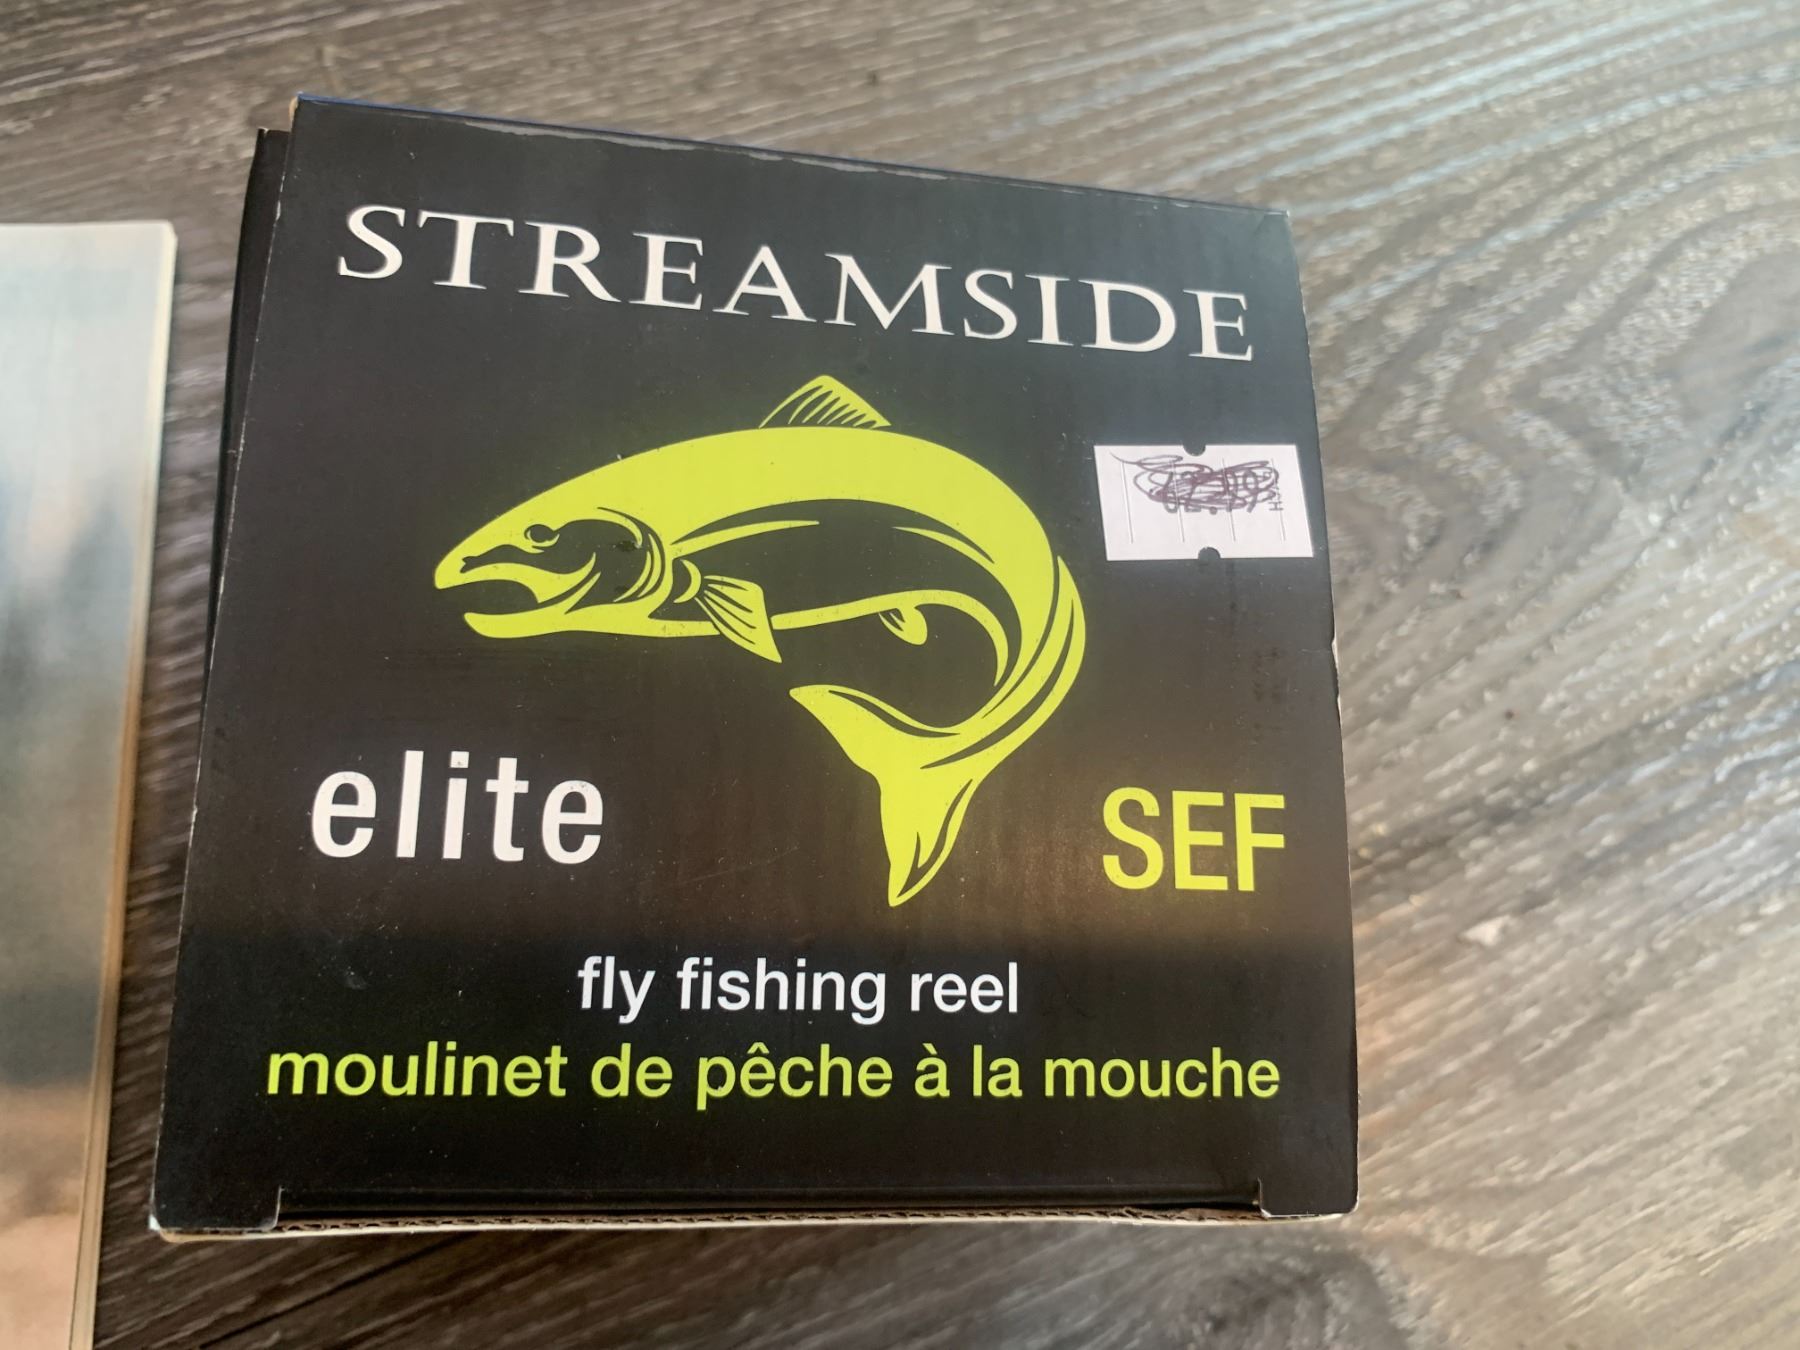 STREAMSIDE
elite
SEF
fly fishing reel
moulinet de pêche à la mouche